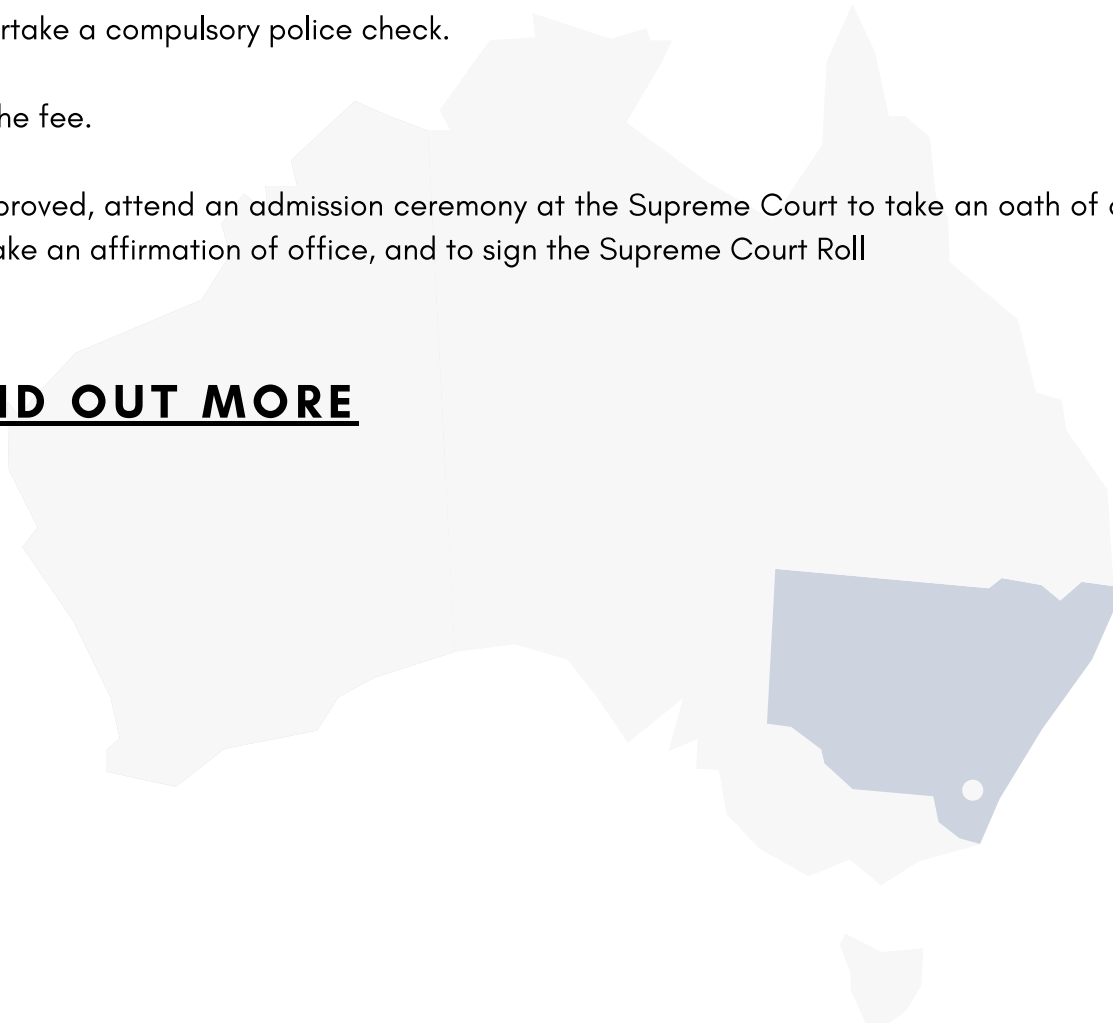 rtake a compulsory police check.
he fee.
proved, attend an admission ceremony at the Supreme Court to take an oath of
ake an affirmation of office, and to sign the Supreme Court Roll
ND OUT MORE